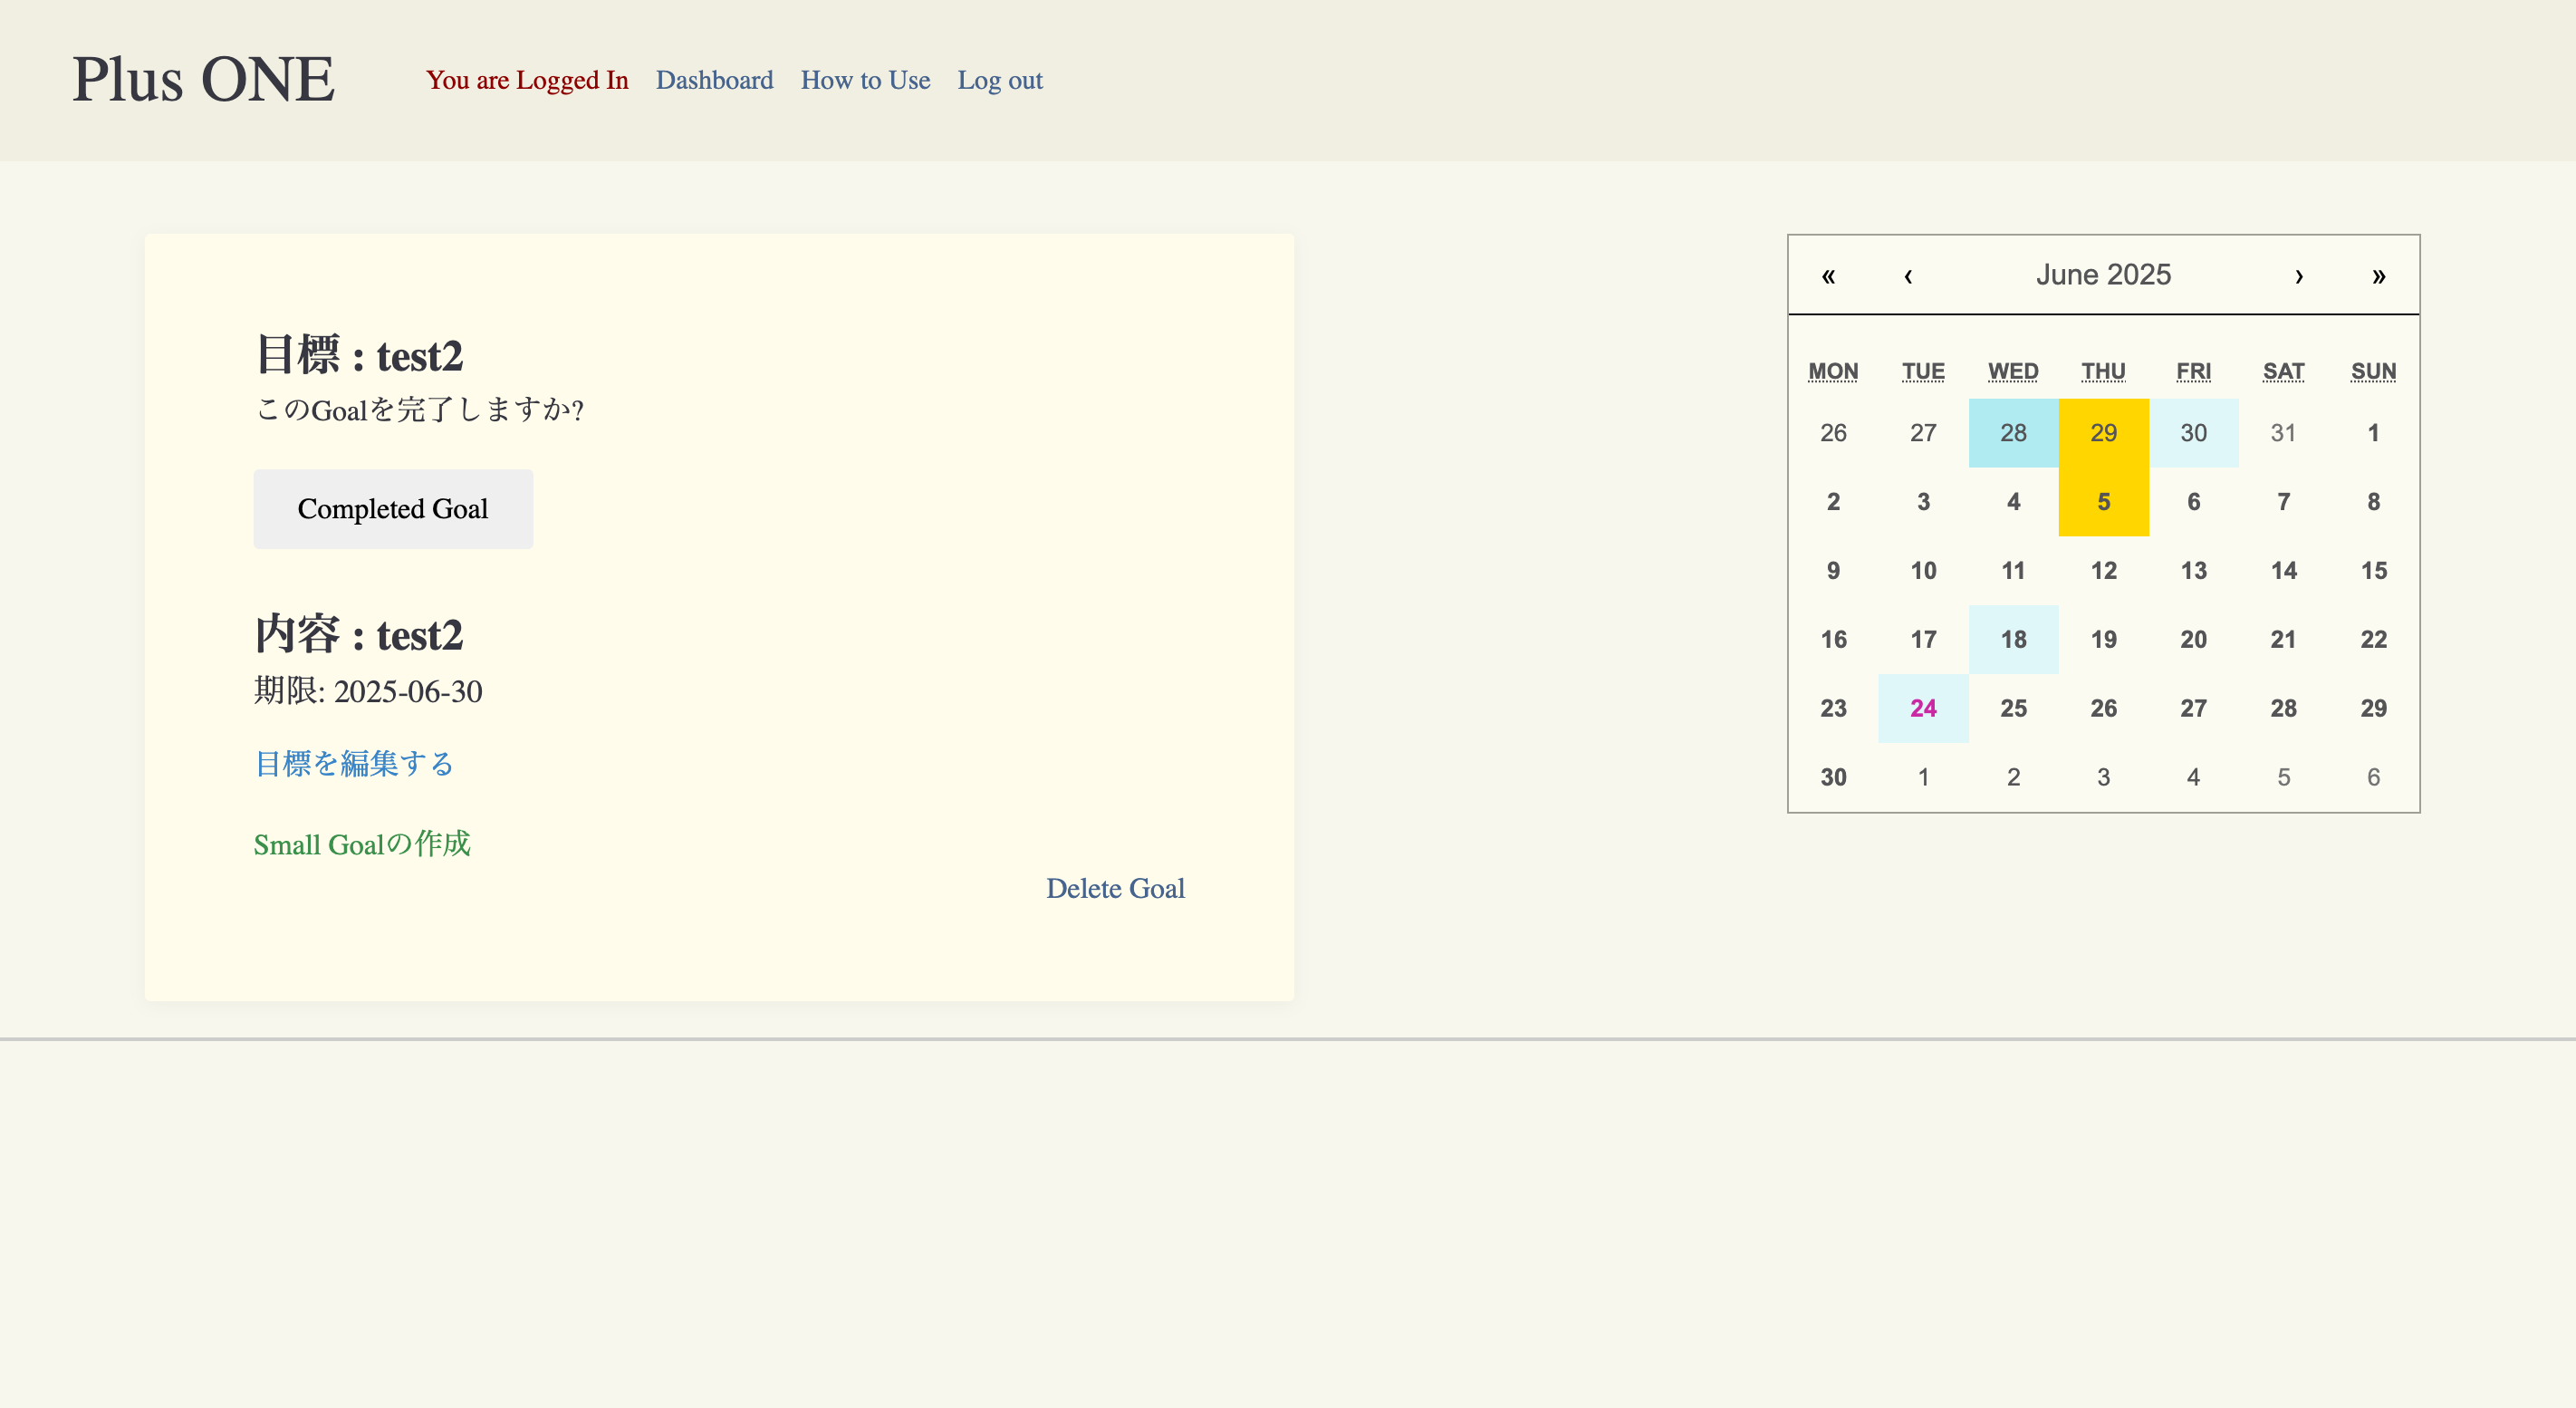 Plus ONE
You are Logged In Dashboard How to Use Log out
目標 : test2
このGoalを完了しますか?
Completed Goal
内容 : test2
期限: 2025-06-30
目標を編集する
Small Goalの作成
Delete Goal
« ‹ June 2025 › »
MON TUE WED THU FRI SAT SUN
26 27 28 29 30 31 1
2 3 4 5 6 7 8
9 10 11 12 13 14 15
16 17 18 19 20 21 22
23 24 25 26 27 28 29
30 1 2 3 4 5 6